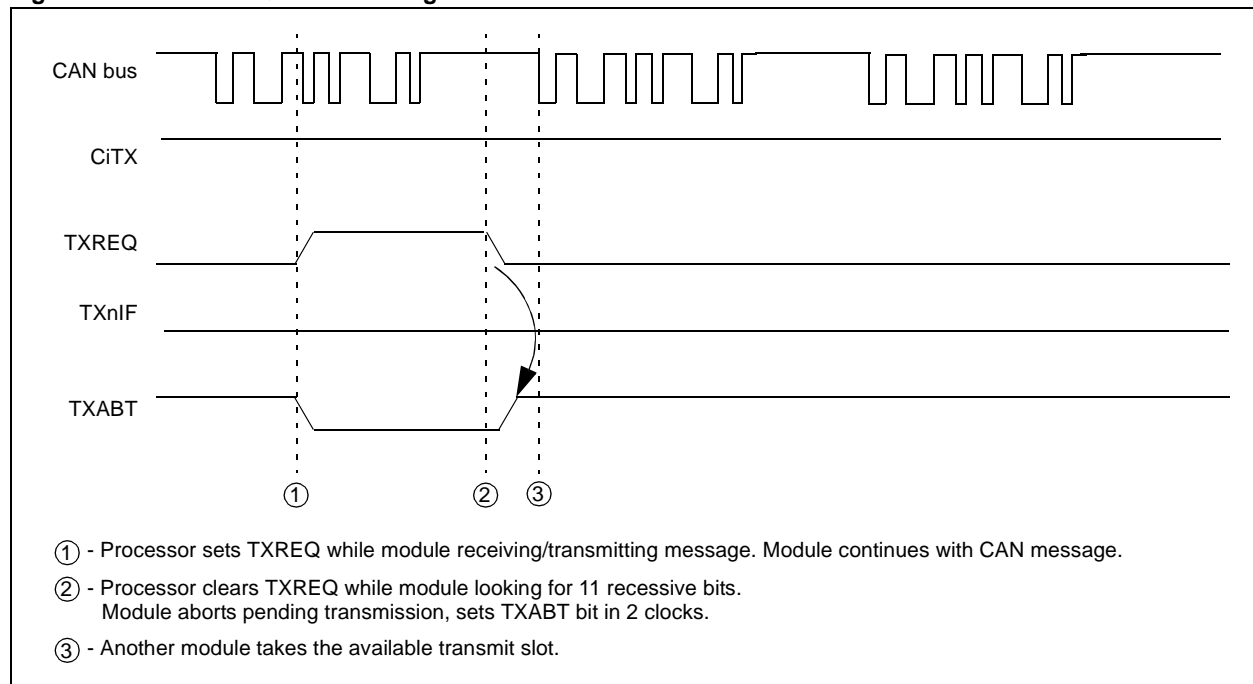 CAN bus
CiTX
TXREQ
TXnIF
TXABT
1 2 3
1 - Processor sets TXREQ while module receiving/transmitting message. Module continues with CAN message.
2 - Processor clears TXREQ while module looking for 11 recessive bits.
Module aborts pending transmission, sets TXABT bit in 2 clocks.
3 - Another module takes the available transmit slot.